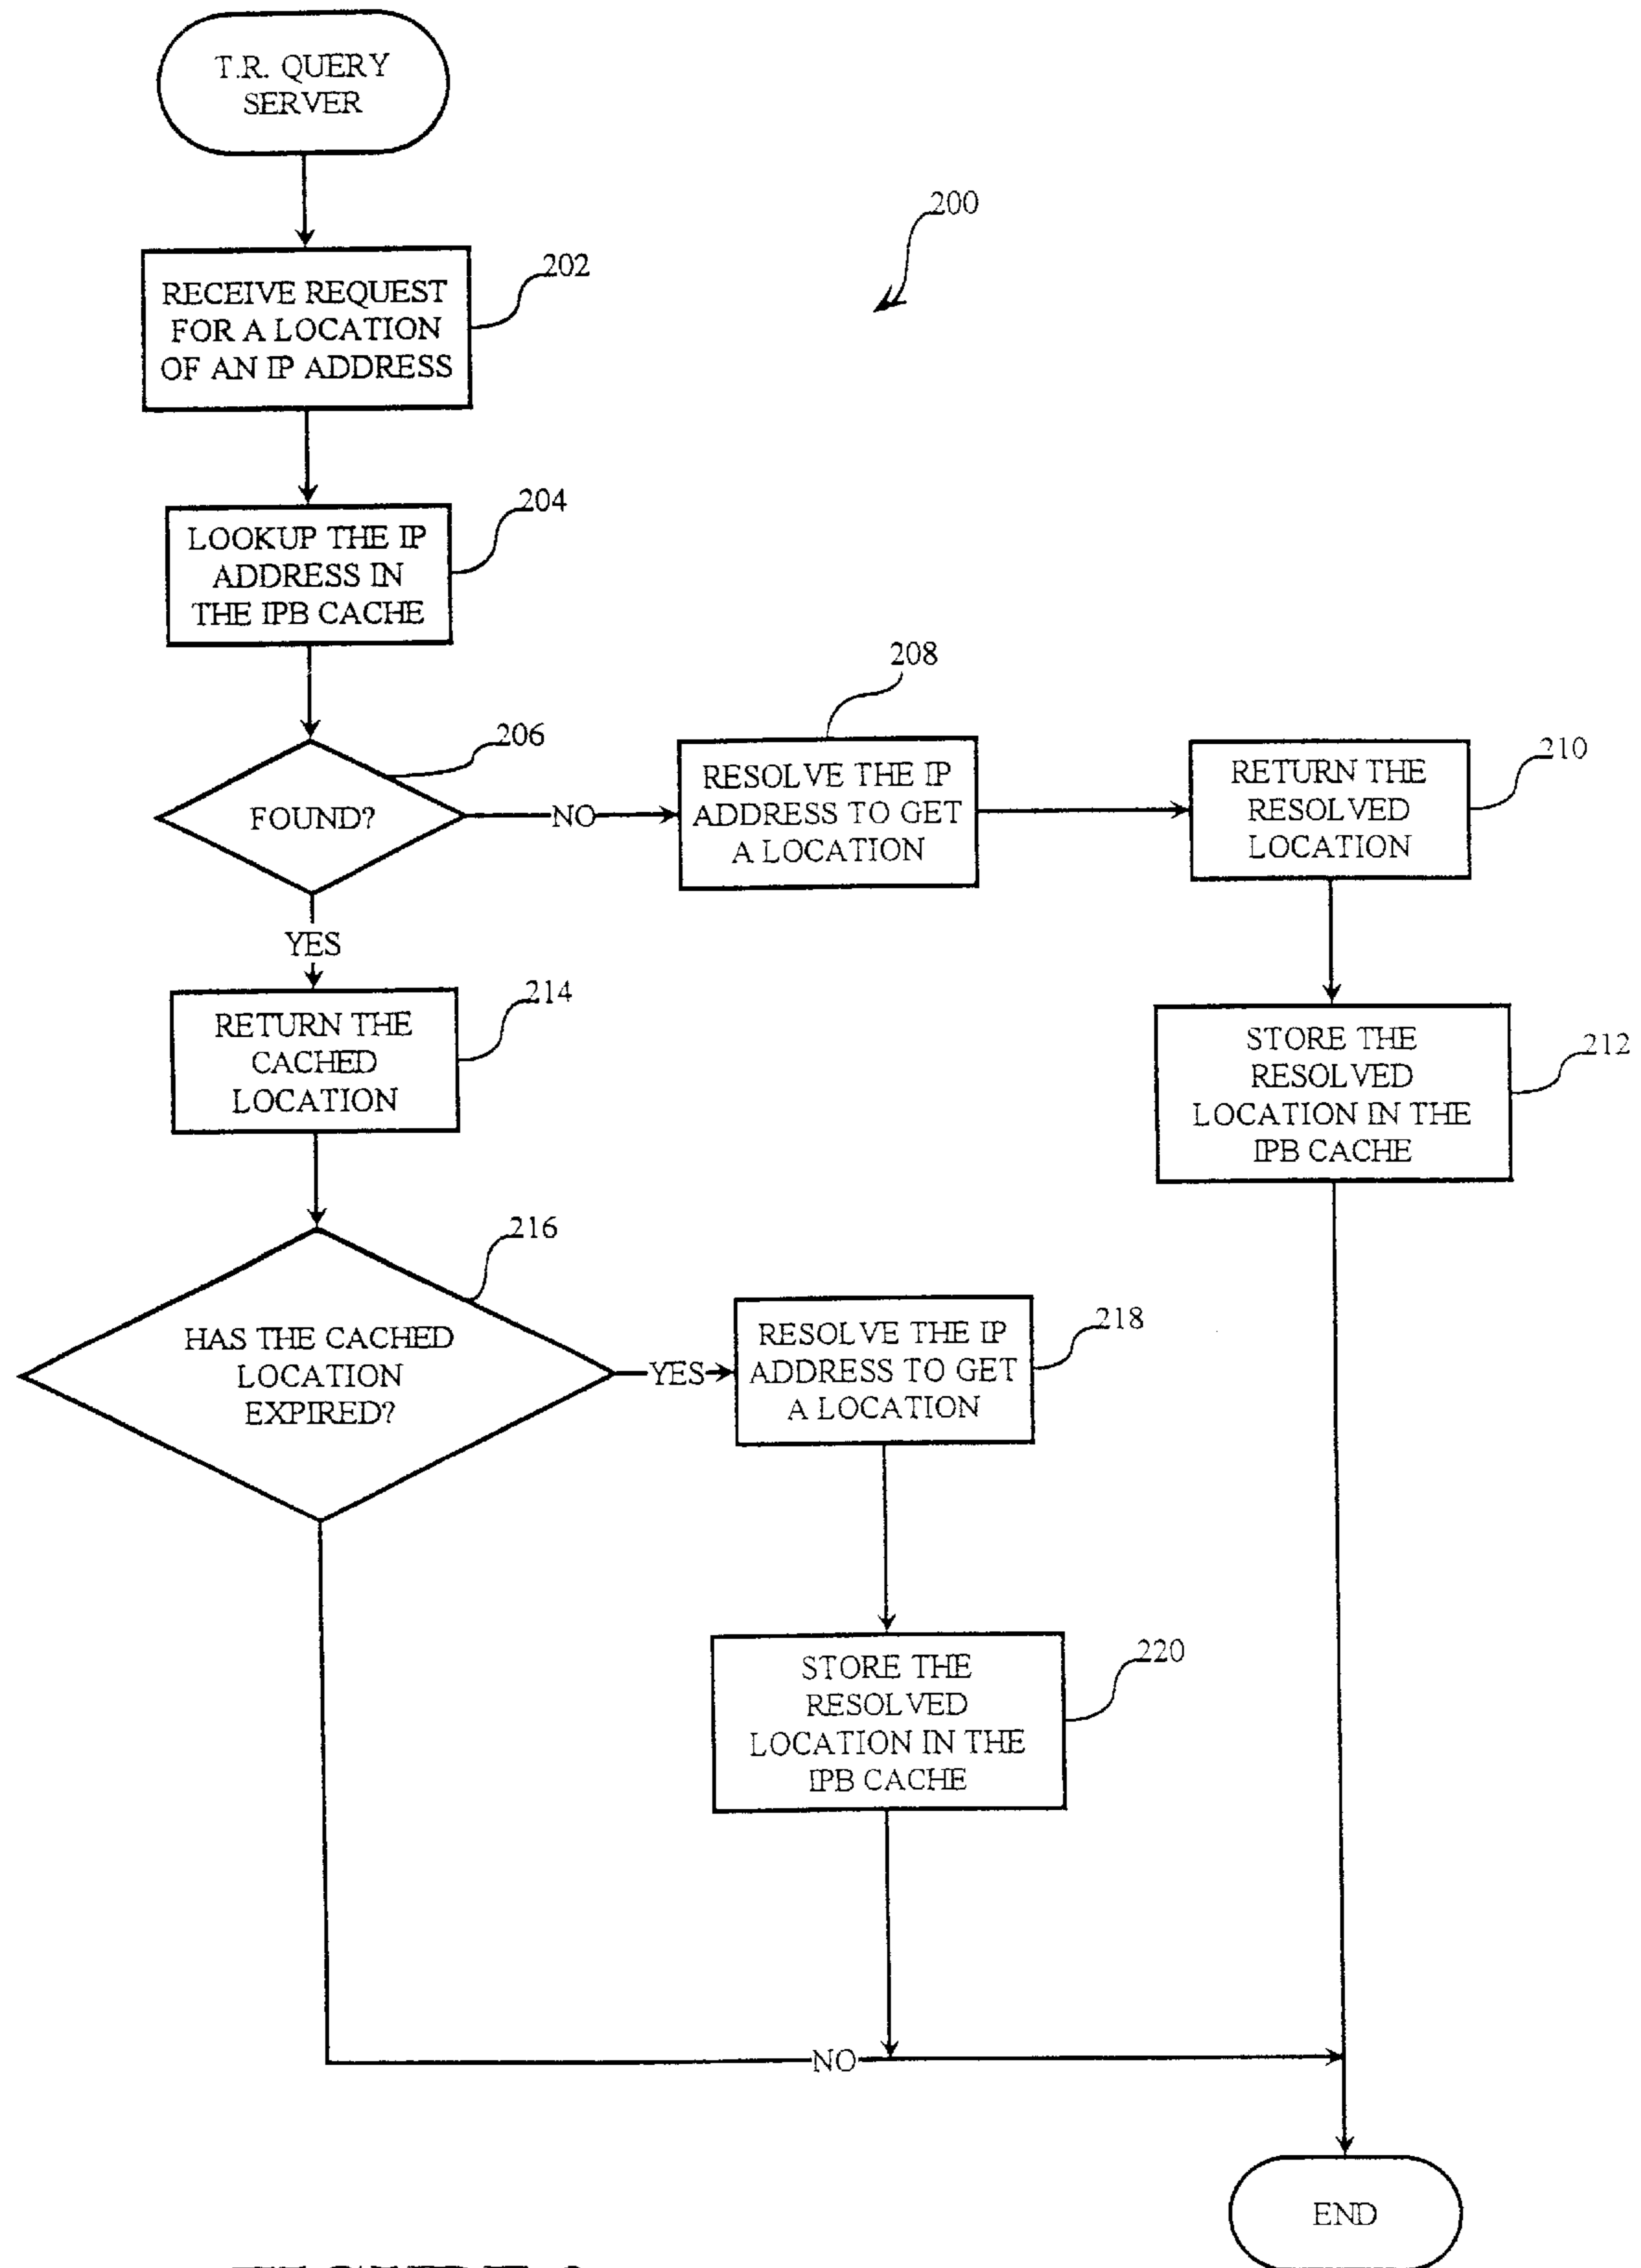 T.R. QUERY
SERVER
200
202
RECEIVE REQUEST
FOR A LOCATION
OF AN IP ADDRESS
204
LOOKUP THE IP
ADDRESS IN
THE IPB CACHE
206
FOUND?
NO
208
RESOLVE THE IP
ADDRESS TO GET
A LOCATION
210
RETURN THE
RESOLVED
LOCATION
YES
214
RETURN THE
CACHED
LOCATION
212
STORE THE
RESOLVED
LOCATION IN THE
IPB CACHE
216
HAS THE CACHED
LOCATION
EXPIRED?
YES
218
RESOLVE THE IP
ADDRESS TO GET
A LOCATION
220
STORE THE
RESOLVED
LOCATION IN THE
IPB CACHE
NO
END